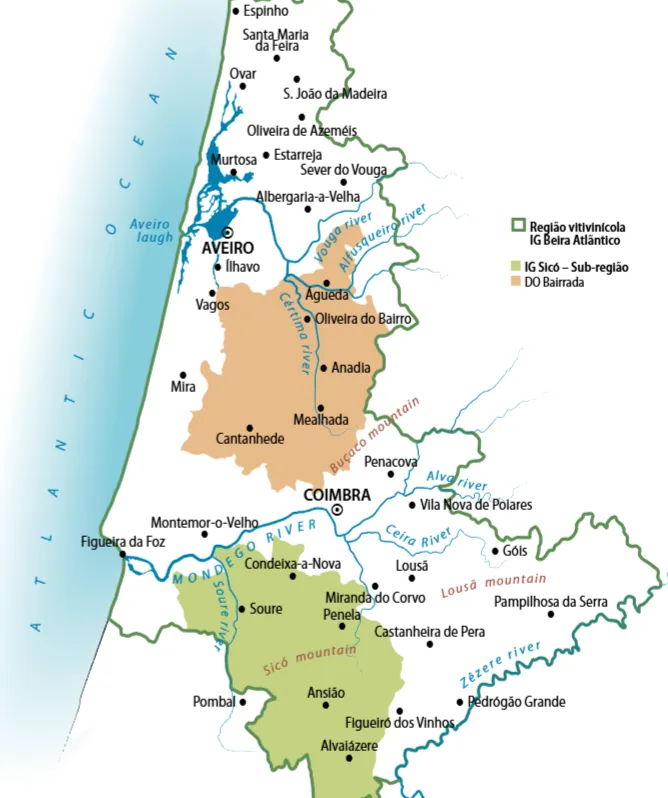 Espinho
Santa Maria
da Feira
Ovar
S. João da Madeira
Oliveira de Azeméis
Estarreja
Murtosa
Sever do Vouga
Albergaria-a-Velha
ATLANTIC OCEAN
Aveiro
laugh
AVEIRO
Vouga river
Alfusqueiro river
Região vitivinícola
IG Beira Atlântico
Ílhavo
IG Sicó – Sub-região
DO Bairrada
Vagos
Águeda
Cértima river
Oliveira do Bairro
Anadia
Mira
Mealhada
Cantanhede
Buçaco mountain
Penacova
Alva river
COIMBRA
Vila Nova de Poiares
Montemor-o-Velho
MONDEGO RIVER
Ceira River
Figueira da Foz
Góis
Condeixa-a-Nova
Lousã
Lousã mountain
Miranda do Corvo
Soure river
Soure
Penela
Pampilhosa da Serra
Castanheira de Pera
Sicó mountain
Zêzere river
Pombal
Ansião
Pedrógão Grande
Figueiró dos Vinhos
Alvaiázere